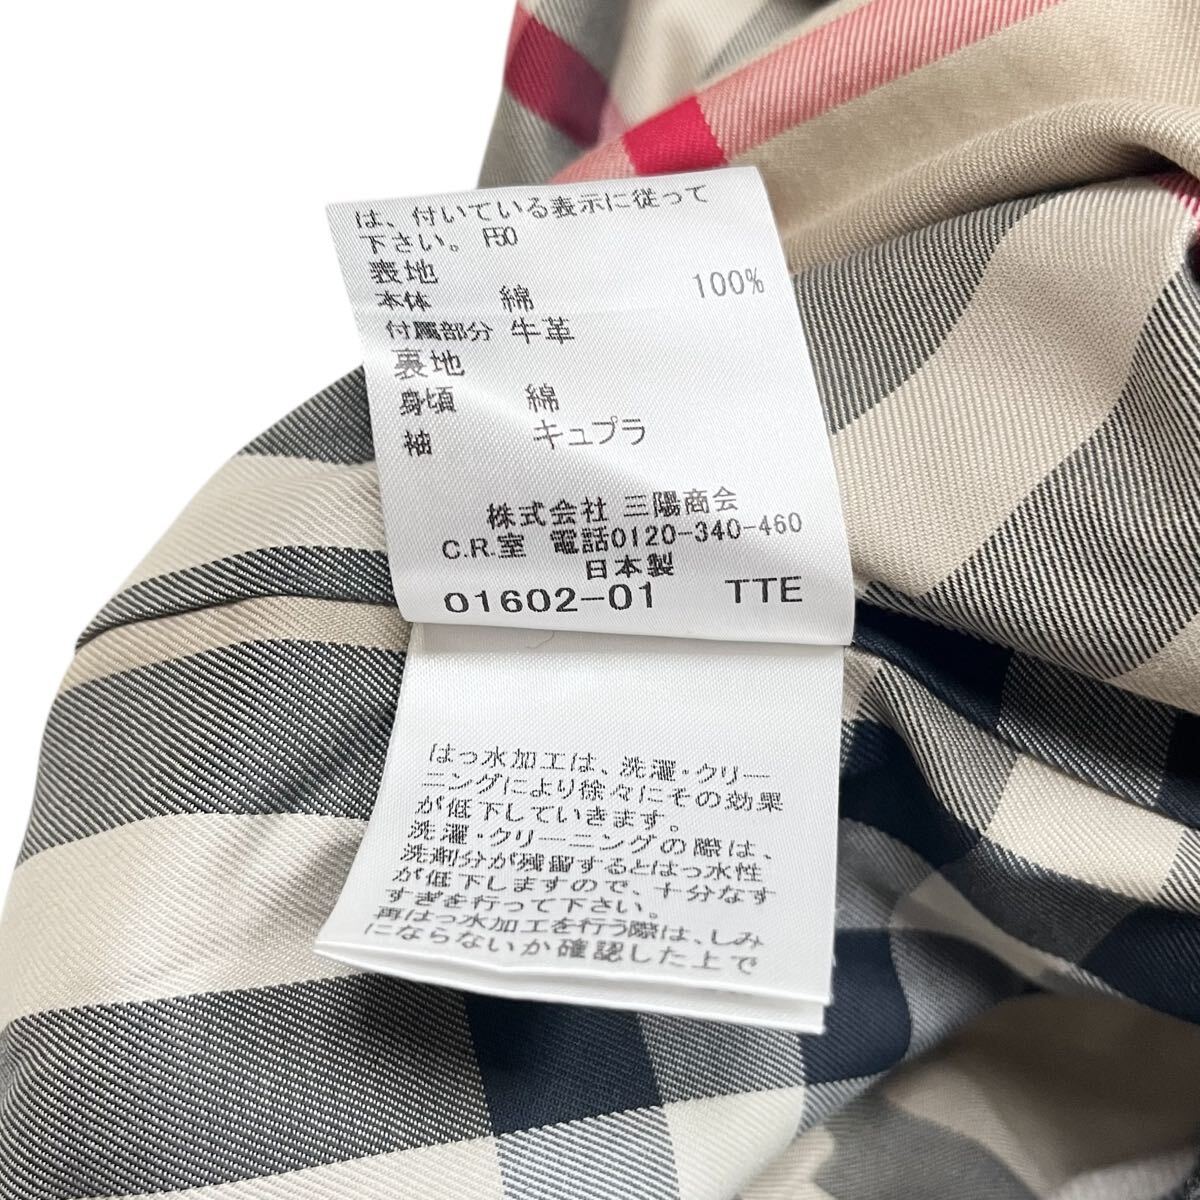 は、付いている表示に従って
下さい。 F50
表地
本体 綿 100%
付属部分 牛革
裏地
身頃 綿
袖 キュプラ
株式会社 三陽商会
C.R.室 電話0120-340-460
日本製
01602-01 TTE
はっ水加工は、洗濯・クリー
ニングにより徐々にその効果
が低下していきます。
洗濯・クリーニングの際は、
洗剤分が残留するとはっ水性
が低下しますので、十分なす
すぎを行って下さい。
再はっ水加工を行う際は、しみ
にならないか確認した上で